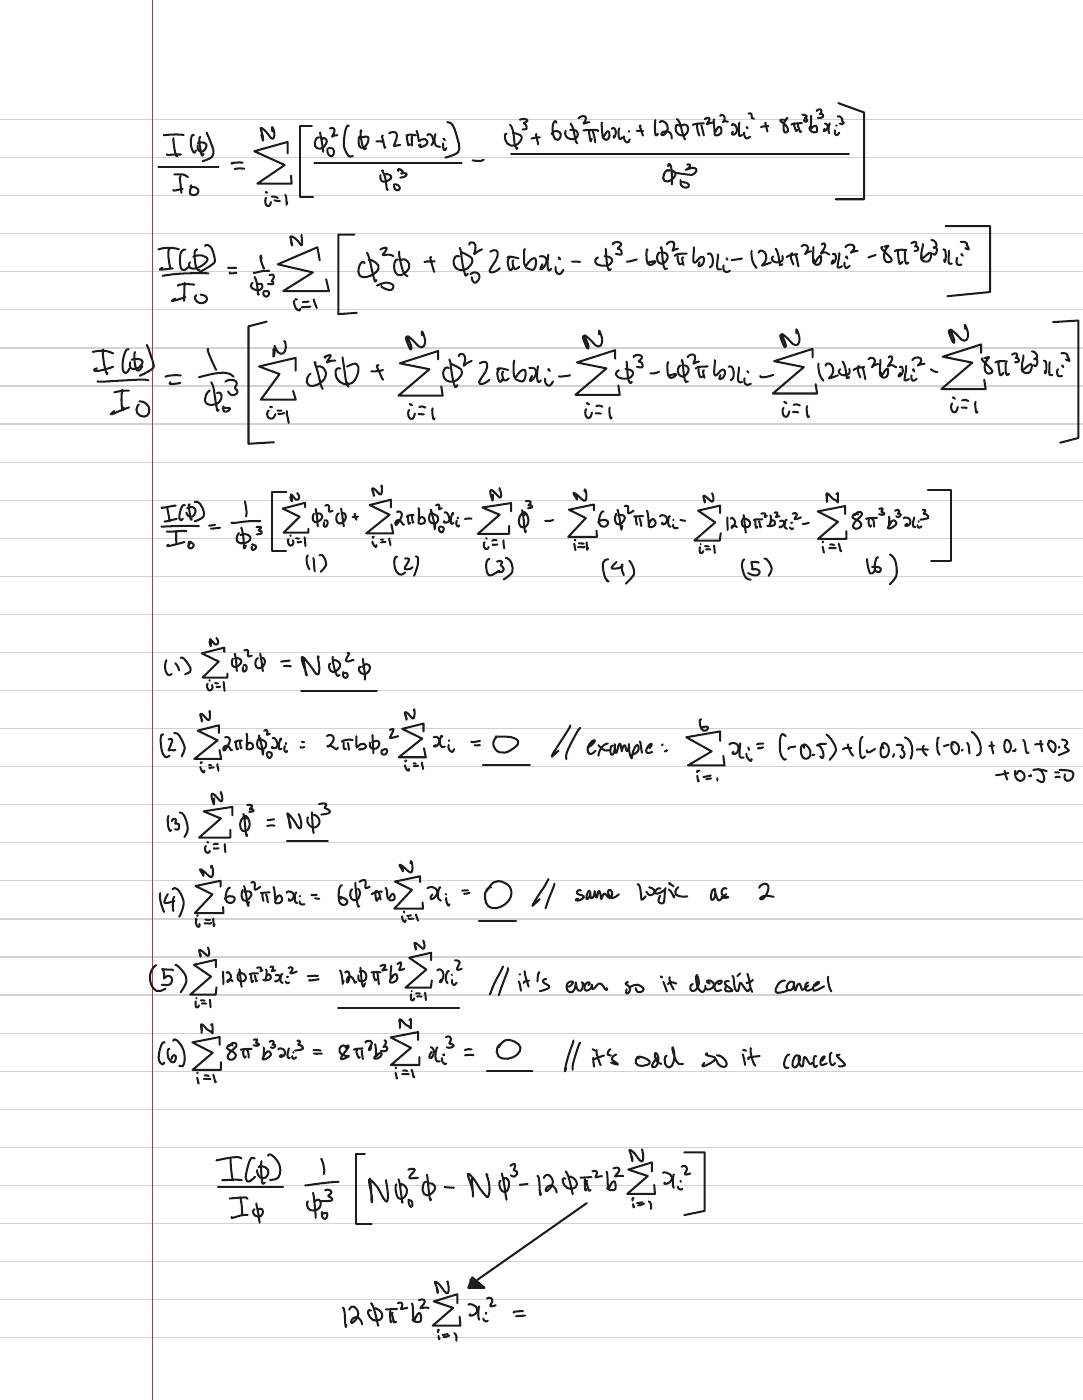 I(φ)/I₀ = Σ_{i=1}^{N} [ φ₀²(φ+2πbxᵢ)/φ₀³ − (φ³+6φ²πbxᵢ+12φπ²b²xᵢ²+8π³b³xᵢ³)/φ₀³ ]
I(φ)/I₀ = 1/φ₀³ Σ_{i=1}^{N} [ φ₀²φ + φ₀²2πbxᵢ − φ³ − 6φ²πbxᵢ − 12φπ²b²xᵢ² − 8π³b³xᵢ³ ]
I(φ)/I₀ = 1/φ₀³ [ Σ_{i=1}^{N} φ²φ + Σ_{i=1}^{N} φ²2πbxᵢ − Σ_{i=1}^{N} φ³ − 6φ²πbxᵢ − Σ_{i=1}^{N} 12φπ²b²xᵢ² − Σ_{i=1}^{N} 8π³b³xᵢ³ ]
I(φ)/I₀ = 1/φ₀³ [ Σ_{i=1}^{N} φ₀²φ + Σ_{i=1}^{N} 2πbφ₀²xᵢ − Σ_{i=1}^{N} φ³ − Σ_{i=1}^{N} 6φ²πbxᵢ − Σ_{i=1}^{N} 12φπ²b²xᵢ² − Σ_{i=1}^{N} 8π³b³xᵢ³ ]
(1) (2) (3) (4) (5) (6)
(1) Σ_{i=1}^{N} φ₀²φ = Nφ₀²φ
(2) Σ_{i=1}^{N} 2πbφ₀²xᵢ = 2πbφ₀² Σ_{i=1}^{N} xᵢ = 0 // example: Σ_{i=1}^{6} xᵢ = (-0.5)+(-0.3)+(-0.1)+0.1+0.3
+0.5=0
(3) Σ_{i=1}^{N} φ³ = Nφ³
(4) Σ_{i=1}^{N} 6φ²πbxᵢ = 6φ²πb Σ_{i=1}^{N} xᵢ = 0 // same logic as 2
(5) Σ_{i=1}^{N} 12φπ²b²xᵢ² = 12φπ²b² Σ_{i=1}^{N} xᵢ² // it's even so it doesn't cancel
(6) Σ_{i=1}^{N} 8π³b³xᵢ³ = 8π³b³ Σ_{i=1}^{N} xᵢ³ = 0 // it's odd so it cancels
I(φ)/Iφ 1/φ₀³ [ Nφ₀²φ − Nφ³ − 12φπ²b² Σ_{i=1}^{N} xᵢ² ]
12φπ²b² Σ_{i=1}^{N} xᵢ² =